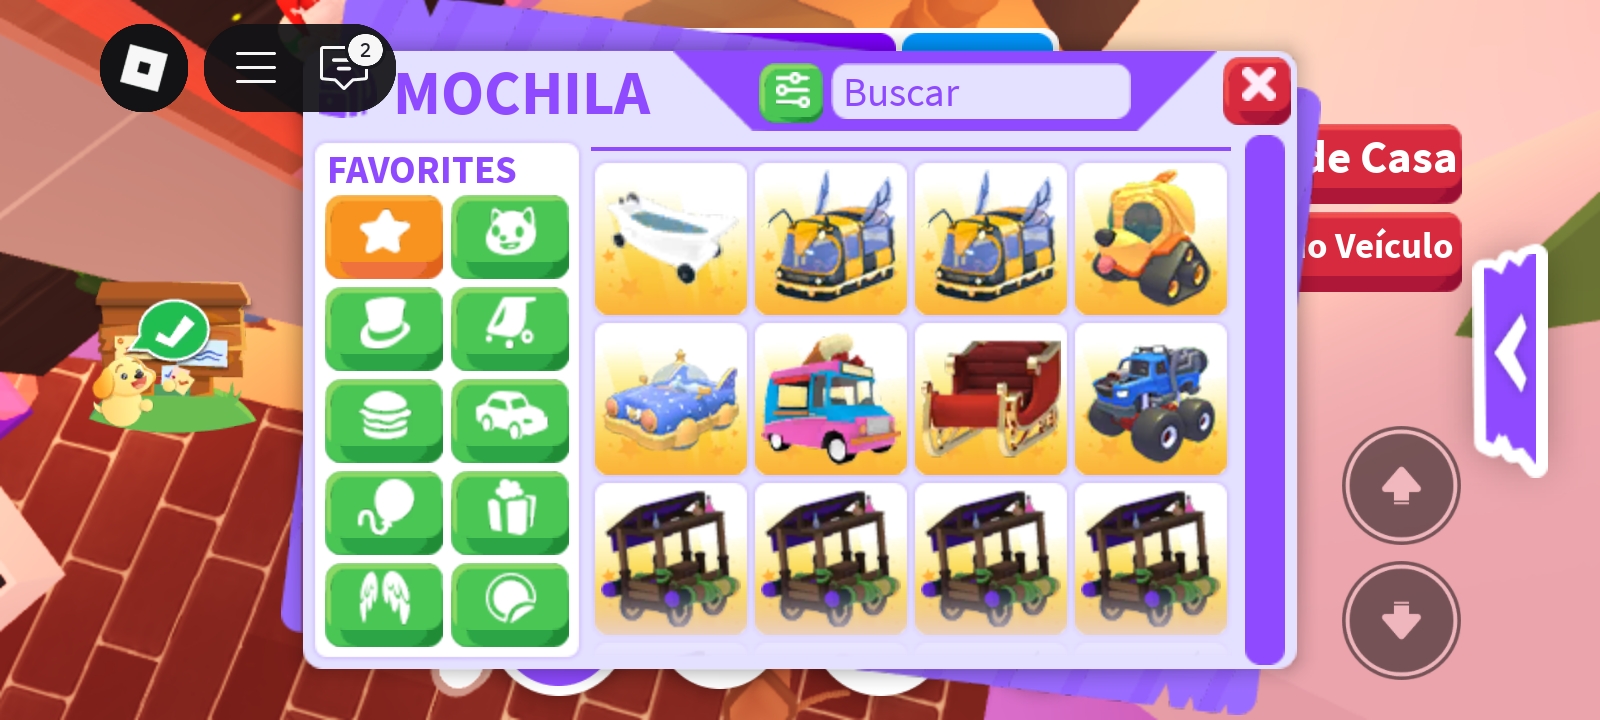 2
MOCHILA
Buscar
FAVORITES
de Casa
o Veículo